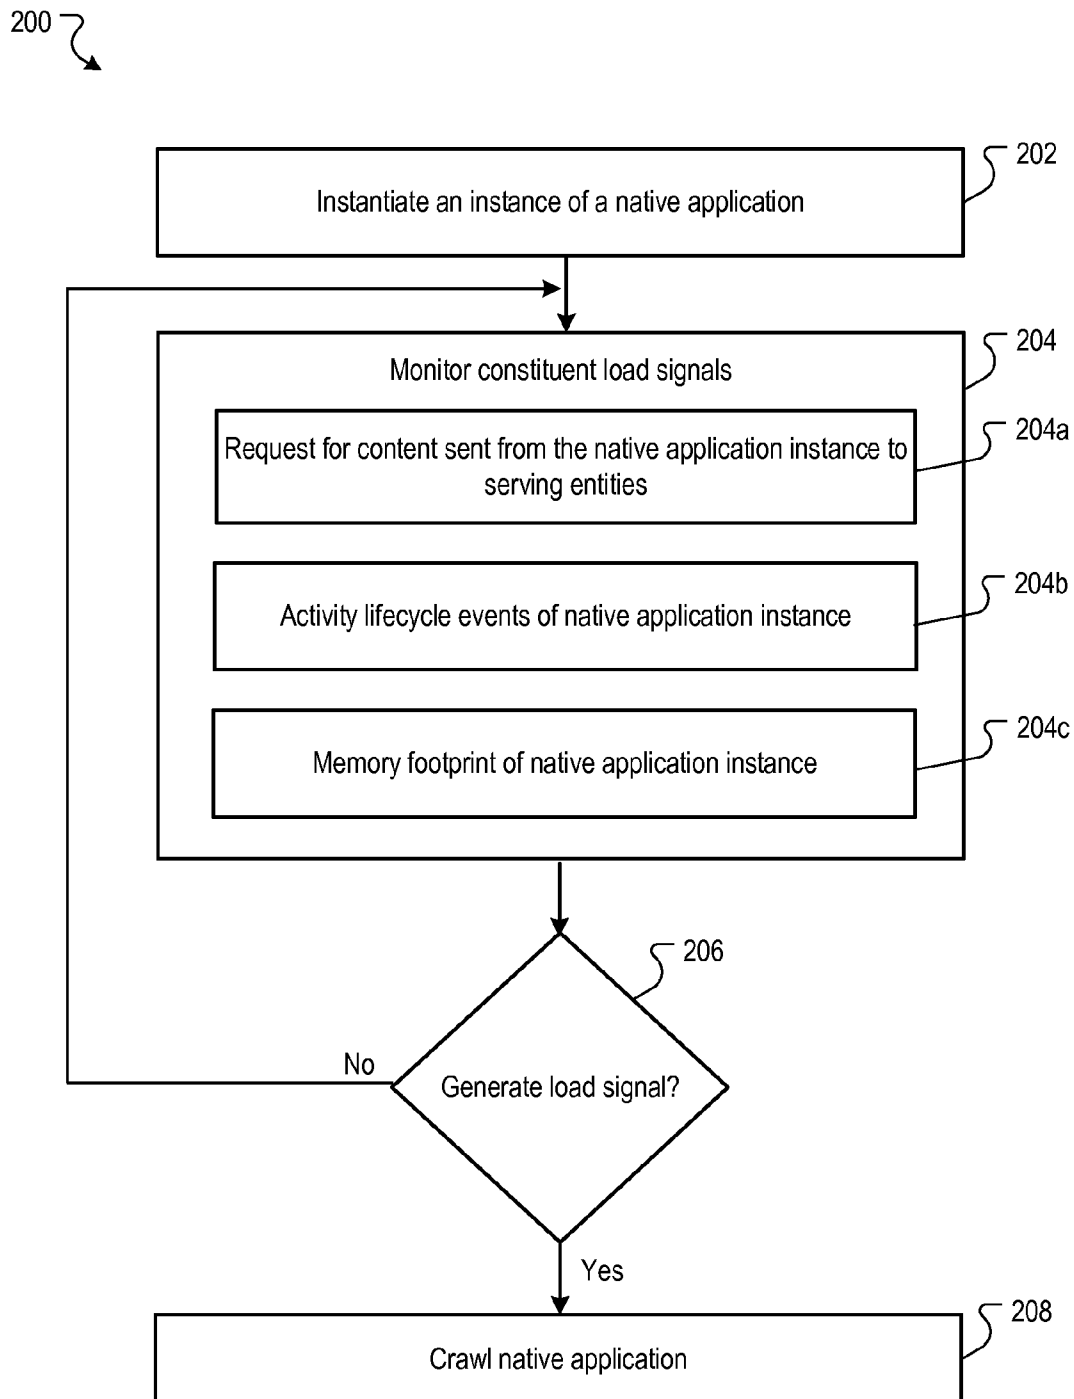 200
202
Instantiate an instance of a native application
204
Monitor constituent load signals
204a
Request for content sent from the native application instance to
serving entities
204b
Activity lifecycle events of native application instance
204c
Memory footprint of native application instance
206
No
Generate load signal?
Yes
208
Crawl native application